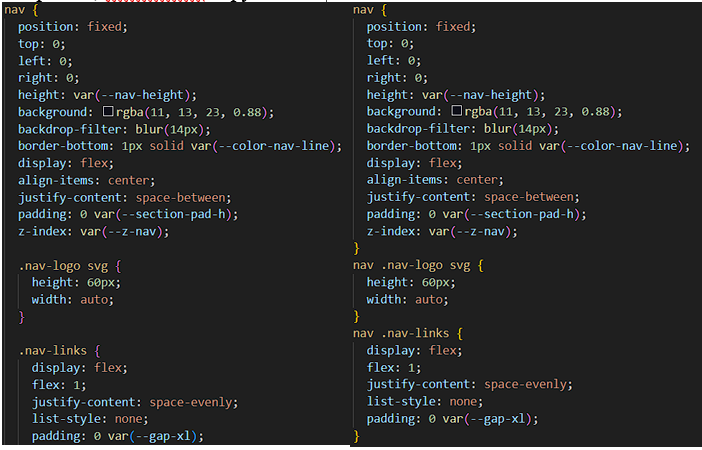 nav {
position: fixed;
top: 0;
left: 0;
right: 0;
height: var(--nav-height);
background: rgba(11, 13, 23, 0.88);
backdrop-filter: blur(14px);
border-bottom: 1px solid var(--color-nav-line);
display: flex;
align-items: center;
justify-content: space-between;
padding: 0 var(--section-pad-h);
z-index: var(--z-nav);
.nav-logo svg {
height: 60px;
width: auto;
}
.nav-links {
display: flex;
flex: 1;
justify-content: space-evenly;
list-style: none;
padding: 0 var(--gap-xl);
nav {
position: fixed;
top: 0;
left: 0;
right: 0;
height: var(--nav-height);
background: rgba(11, 13, 23, 0.88);
backdrop-filter: blur(14px);
border-bottom: 1px solid var(--color-nav-line);
display: flex;
align-items: center;
justify-content: space-between;
padding: 0 var(--section-pad-h);
z-index: var(--z-nav);
}
nav .nav-logo svg {
height: 60px;
width: auto;
}
nav .nav-links {
display: flex;
flex: 1;
justify-content: space-evenly;
list-style: none;
padding: 0 var(--gap-xl);
}